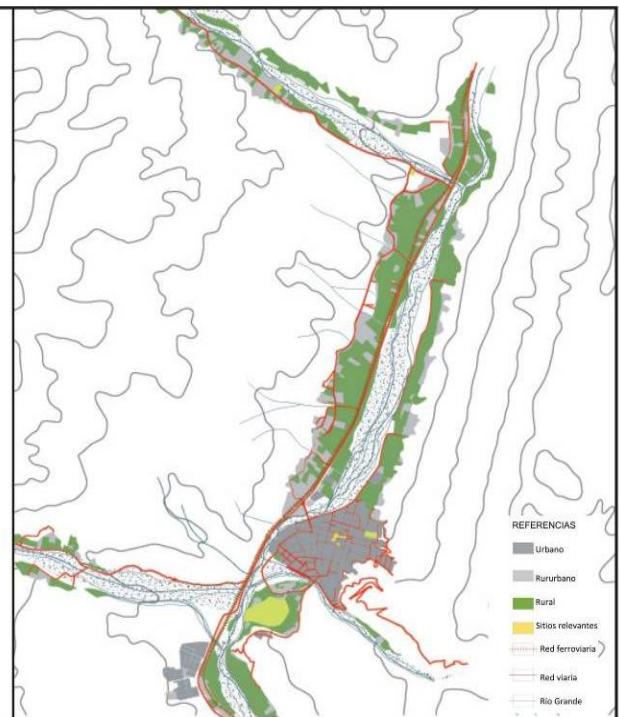 REFERENCIAS
Urbano
Rururbano
Rural
Sitios relevantes
Red ferroviaria
Red viaria
Río Grande